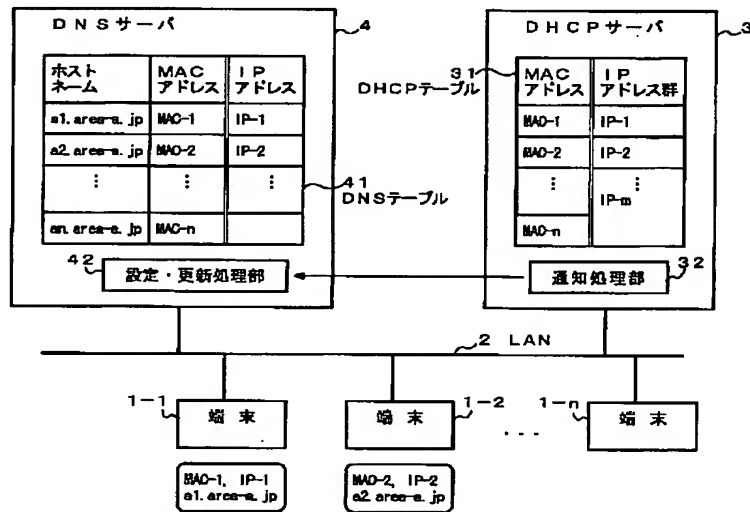 DNSサーバ
4
ホスト
ネーム
MAC
アドレス
IP
アドレス
a1.area-a.jp
MAC-1
IP-1
a2.area-a.jp
MAC-2
IP-2
⋮
⋮
⋮
an.area-a.jp
MAC-n
41
DNSテーブル
42
設定・更新処理部
DHCPサーバ
3
31
DHCPテーブル
MAC
アドレス
IP
アドレス群
MAC-1
IP-1
MAC-2
IP-2
⋮
⋮
IP-m
MAC-n
通知処理部
32
2 LAN
1-1
端末
端末
1-2
...
1-n
端末
MAC-1, IP-1
a1.area-a.jp
MAC-2, IP-2
a2.area-a.jp